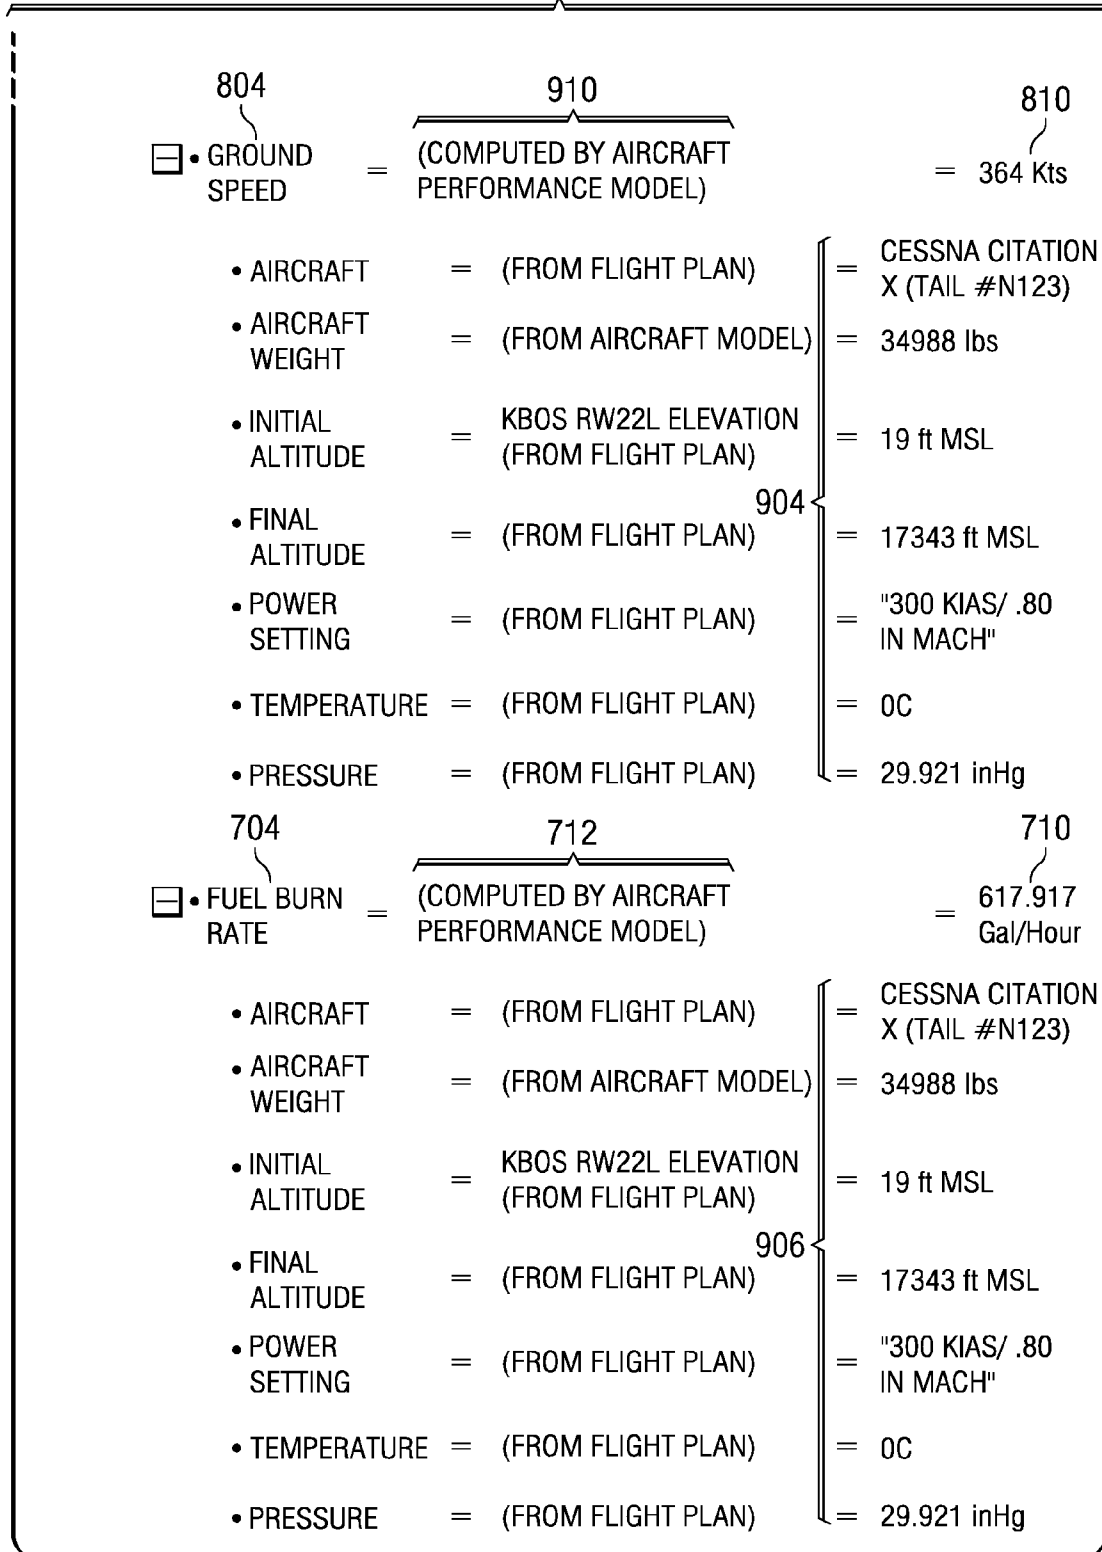 804
910
810
• GROUND SPEED = (COMPUTED BY AIRCRAFT PERFORMANCE MODEL) = 364 Kts
• AIRCRAFT = (FROM FLIGHT PLAN) = CESSNA CITATION X (TAIL #N123)
• AIRCRAFT WEIGHT = (FROM AIRCRAFT MODEL) = 34988 lbs
• INITIAL ALTITUDE = KBOS RW22L ELEVATION (FROM FLIGHT PLAN) = 19 ft MSL
904
• FINAL ALTITUDE = (FROM FLIGHT PLAN) = 17343 ft MSL
• POWER SETTING = (FROM FLIGHT PLAN) = "300 KIAS/ .80 IN MACH"
• TEMPERATURE = (FROM FLIGHT PLAN) = 0C
• PRESSURE = (FROM FLIGHT PLAN) = 29.921 inHg
704
712
710
• FUEL BURN RATE = (COMPUTED BY AIRCRAFT PERFORMANCE MODEL) = 617.917 Gal/Hour
• AIRCRAFT = (FROM FLIGHT PLAN) = CESSNA CITATION X (TAIL #N123)
• AIRCRAFT WEIGHT = (FROM AIRCRAFT MODEL) = 34988 lbs
• INITIAL ALTITUDE = KBOS RW22L ELEVATION (FROM FLIGHT PLAN) = 19 ft MSL
906
• FINAL ALTITUDE = (FROM FLIGHT PLAN) = 17343 ft MSL
• POWER SETTING = (FROM FLIGHT PLAN) = "300 KIAS/ .80 IN MACH"
• TEMPERATURE = (FROM FLIGHT PLAN) = 0C
• PRESSURE = (FROM FLIGHT PLAN) = 29.921 inHg